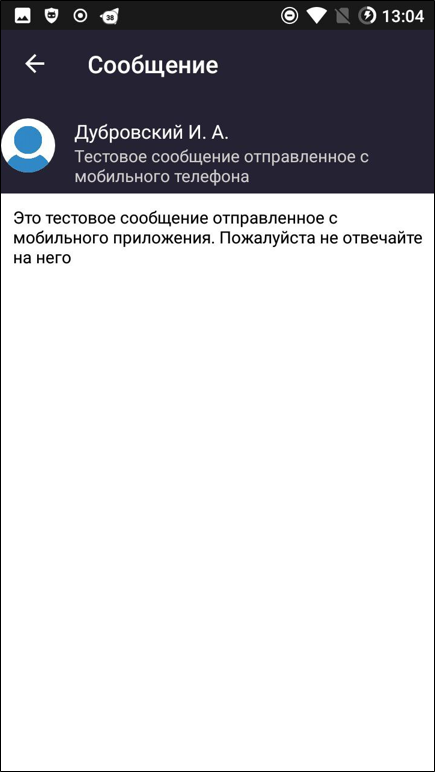 38
13:04
Сообщение
Дубровский И. А.
Тестовое сообщение отправленное с
мобильного телефона
Это тестовое сообщение отправленное с
мобильного приложения. Пожалуйста не отвечайте
на него